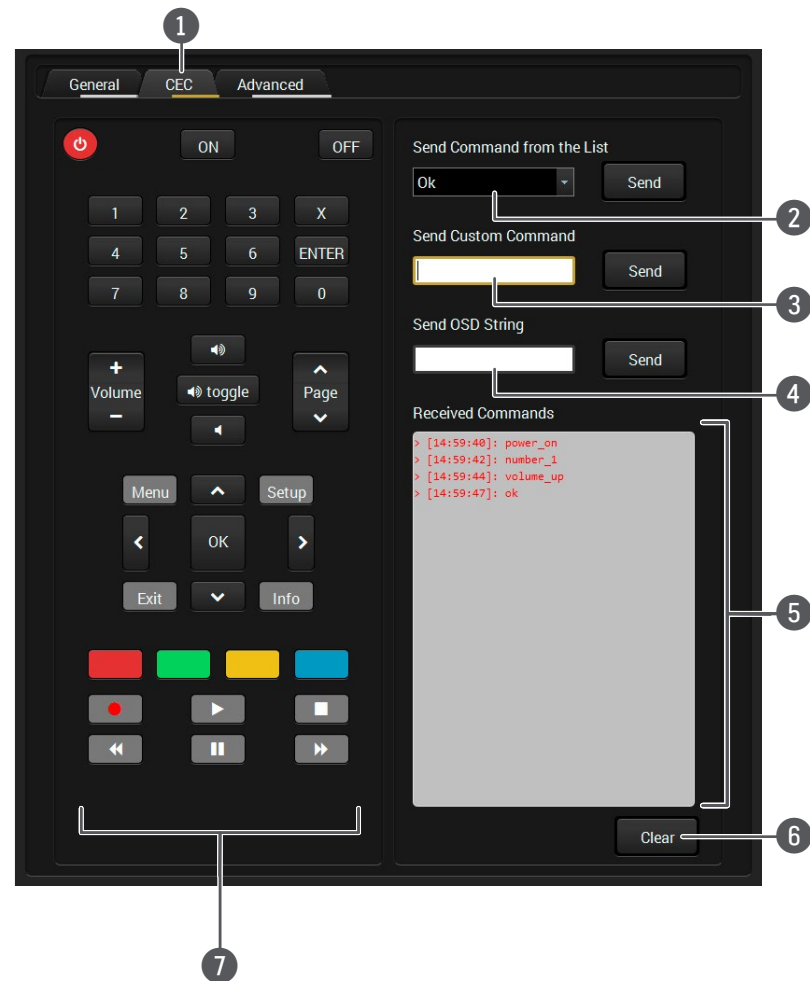 1
General CEC Advanced
ON OFF
1 2 3 X
4 5 6 ENTER
7 8 9 0
+
Volume
−
toggle
Page
Menu Setup
OK
Exit Info
7
Send Command from the List
Ok Send
2
Send Custom Command
Send
3
Send OSD String
Send
4
Received Commands
> [14:59:40]: power_on
> [14:59:42]: number_1
> [14:59:44]: volume_up
> [14:59:47]: ok
5
Clear
6